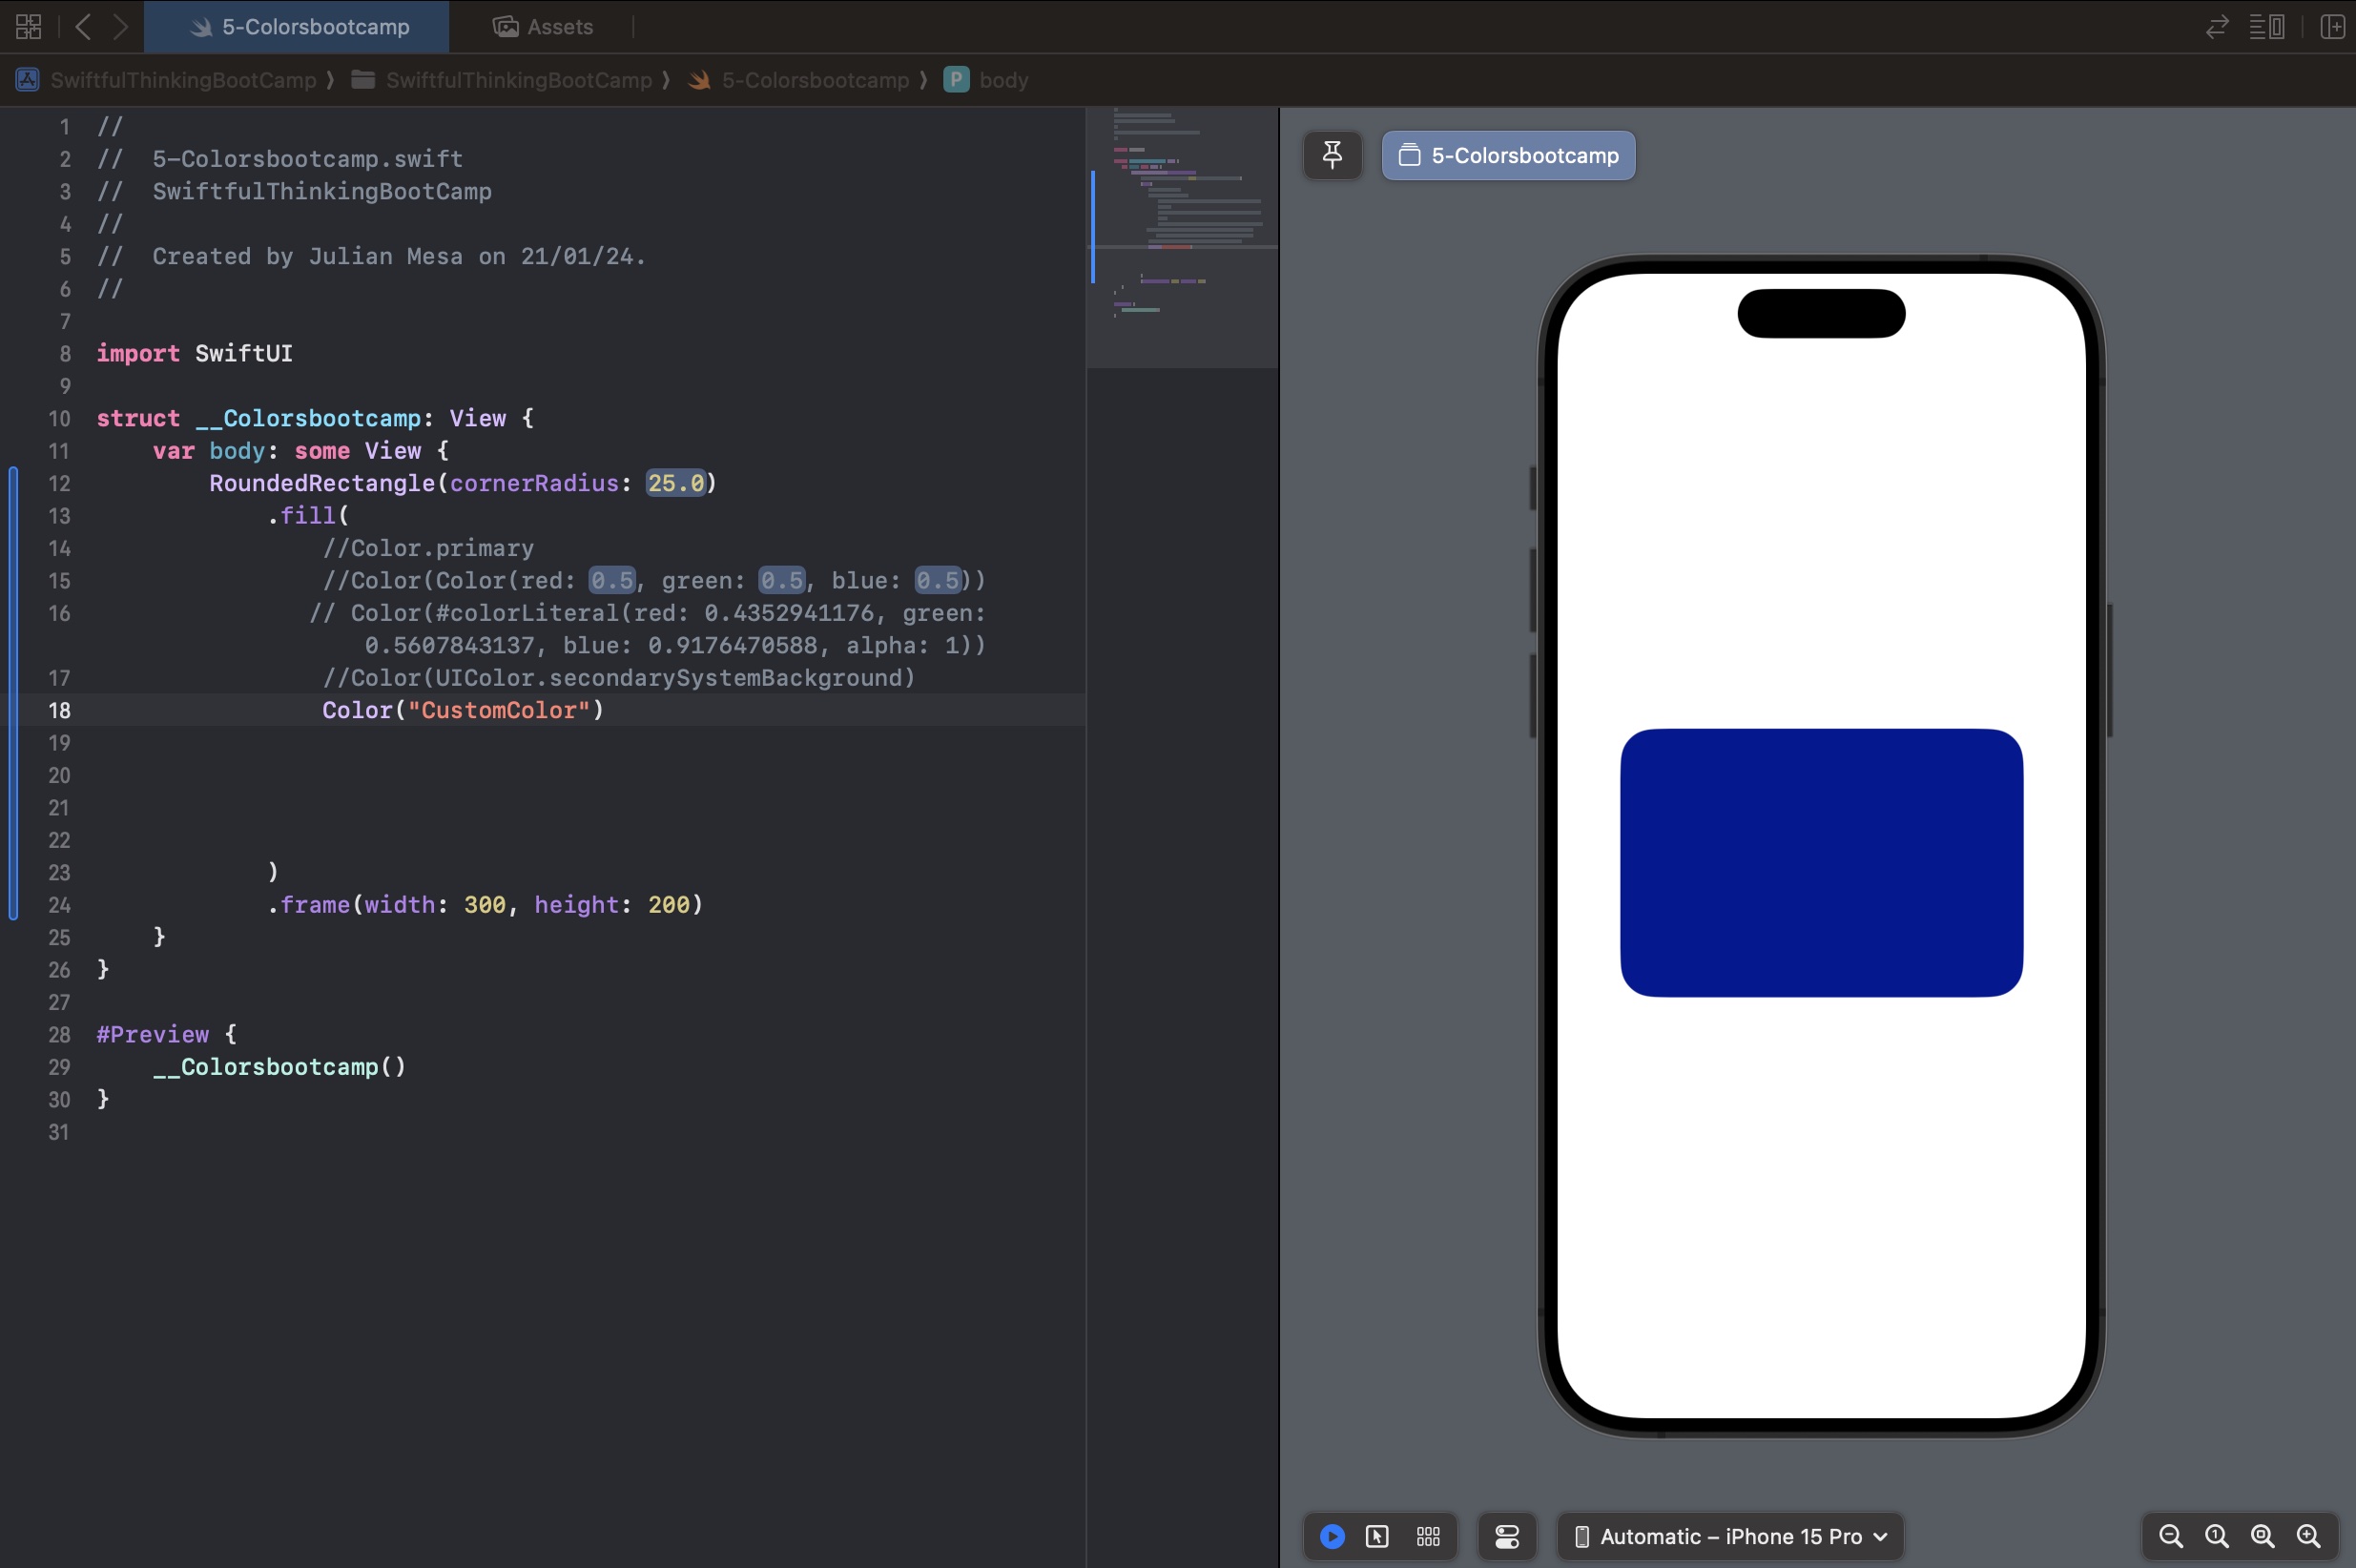 5-Colorsbootcamp Assets
SwiftfulThinkingBootCamp ⟩ SwiftfulThinkingBootCamp ⟩ 5-Colorsbootcamp ⟩ P body
1 //
2 //  5-Colorsbootcamp.swift
3 //  SwiftfulThinkingBootCamp
4 //
5 //  Created by Julian Mesa on 21/01/24.
6 //
7
8 import SwiftUI
9
10 struct __Colorsbootcamp: View {
11     var body: some View {
12         RoundedRectangle(cornerRadius: 25.0)
13             .fill(
14                 //Color.primary
15                 //Color(Color(red: 0.5, green: 0.5, blue: 0.5))
16                // Color(#colorLiteral(red: 0.4352941176, green:
0.5607843137, blue: 0.9176470588, alpha: 1))
17                 //Color(UIColor.secondarySystemBackground)
18                 Color("CustomColor")
19
20
21
22
23             )
24             .frame(width: 300, height: 200)
25     }
26 }
27
28 #Preview {
29     __Colorsbootcamp()
30 }
31
5-Colorsbootcamp
Automatic – iPhone 15 Pro